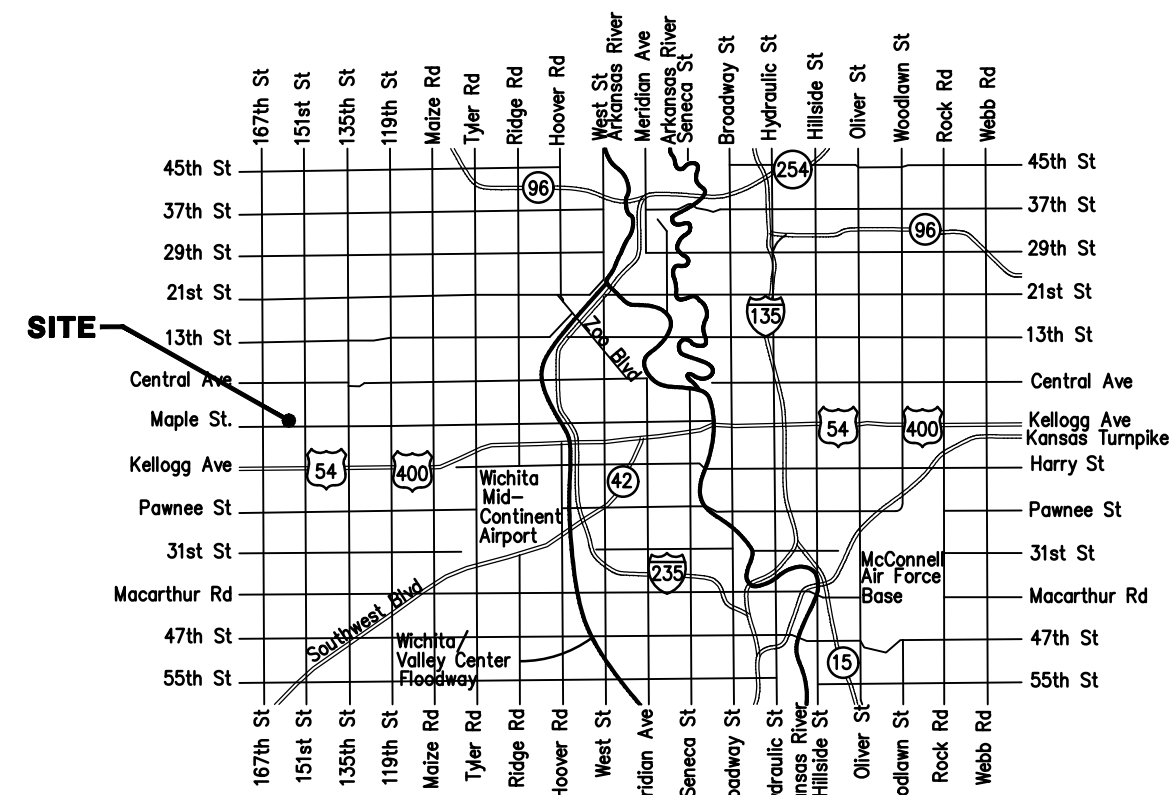 167th St
151st St
135th St
119th St
Maize Rd
Tyler Rd
Ridge Rd
Hoover Rd
West St
Arkansas River
Meridian Ave
Arkansas River
Seneca St
Broadway St
Hydraulic St
Hillside St
Oliver St
Woodlawn St
Rock Rd
Webb Rd
45th St
254
45th St
96
37th St
37th St
96
29th St
29th St
21st St
21st St
135
SITE
13th St
13th St
Zoo Blvd
Central Ave
Central Ave
Maple St.
54
400
Kellogg Ave
Kansas Turnpike
Kellogg Ave
54
400
Harry St
Wichita
Mid-
Continent
Airport
42
Pawnee St
Pawnee St
31st St
31st St
McConnell
Air Force
Base
235
Macarthur Rd
Macarthur Rd
Southwest Blvd
47th St
47th St
Wichita/
Valley Center
Floodway
15
55th St
55th St
167th St
151st St
135th St
119th St
Maize Rd
Tyler Rd
Ridge Rd
Hoover Rd
West St
ridian Ave
Seneca St
oadway St
draulic St
nsas River
Hillside St
Oliver St
odlawn St
Rock Rd
Webb Rd